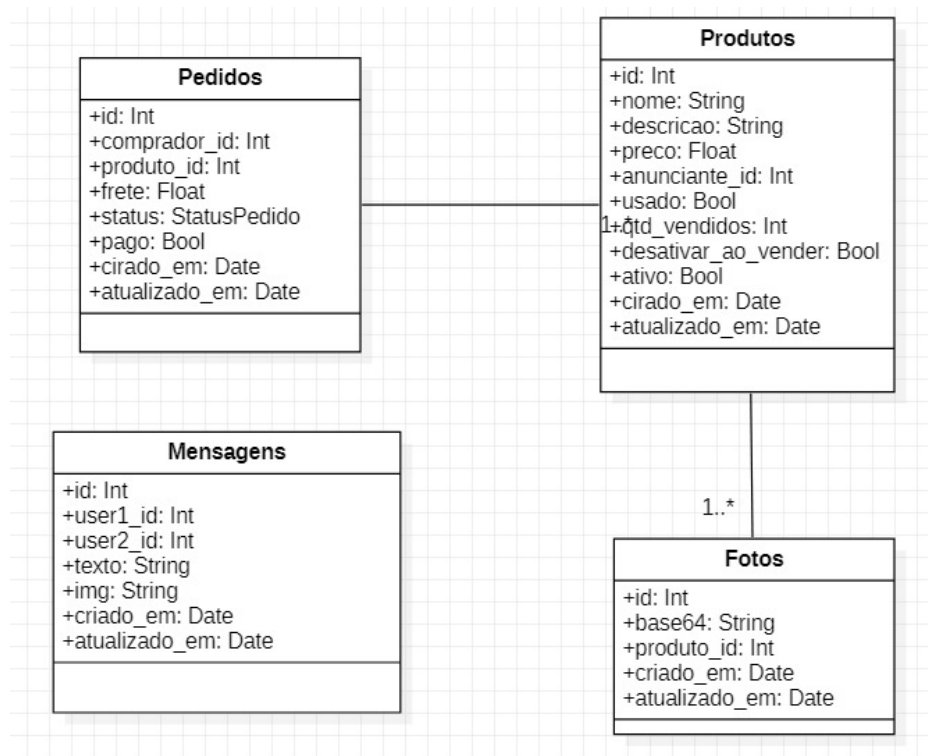 Pedidos
+id: Int
+comprador_id: Int
+produto_id: Int
+frete: Float
+status: StatusPedido
+pago: Bool
+cirado_em: Date
+atualizado_em: Date
Produtos
+id: Int
+nome: String
+descricao: String
+preco: Float
+anunciante_id: Int
+usado: Bool
+qtd_vendidos: Int
+desativar_ao_vender: Bool
+ativo: Bool
+cirado_em: Date
+atualizado_em: Date
1..*
Mensagens
+id: Int
+user1_id: Int
+user2_id: Int
+texto: String
+img: String
+criado_em: Date
+atualizado_em: Date
1..*
Fotos
+id: Int
+base64: String
+produto_id: Int
+criado_em: Date
+atualizado_em: Date